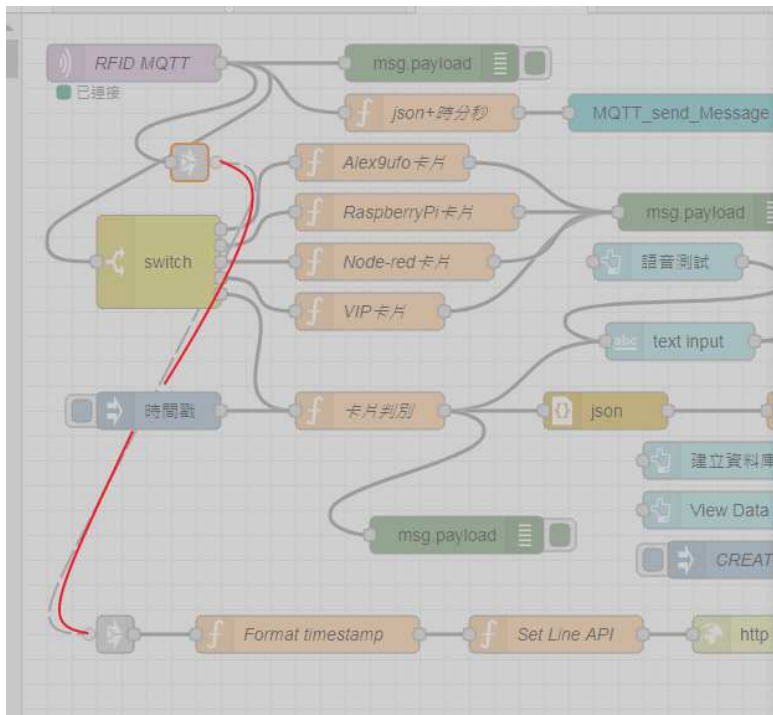 RFID MQTT
msg.payload
已連接
json+時分秒
MQTT_send_Message
Alex9ufo卡片
RaspberryPi卡片
msg.payload
switch
Node-red卡片
語音測試
VIP卡片
abc
text input
時間戳
卡片判別
json
建立資料庫
msg.payload
View Data
CREAT
Format timestamp
Set Line API
http